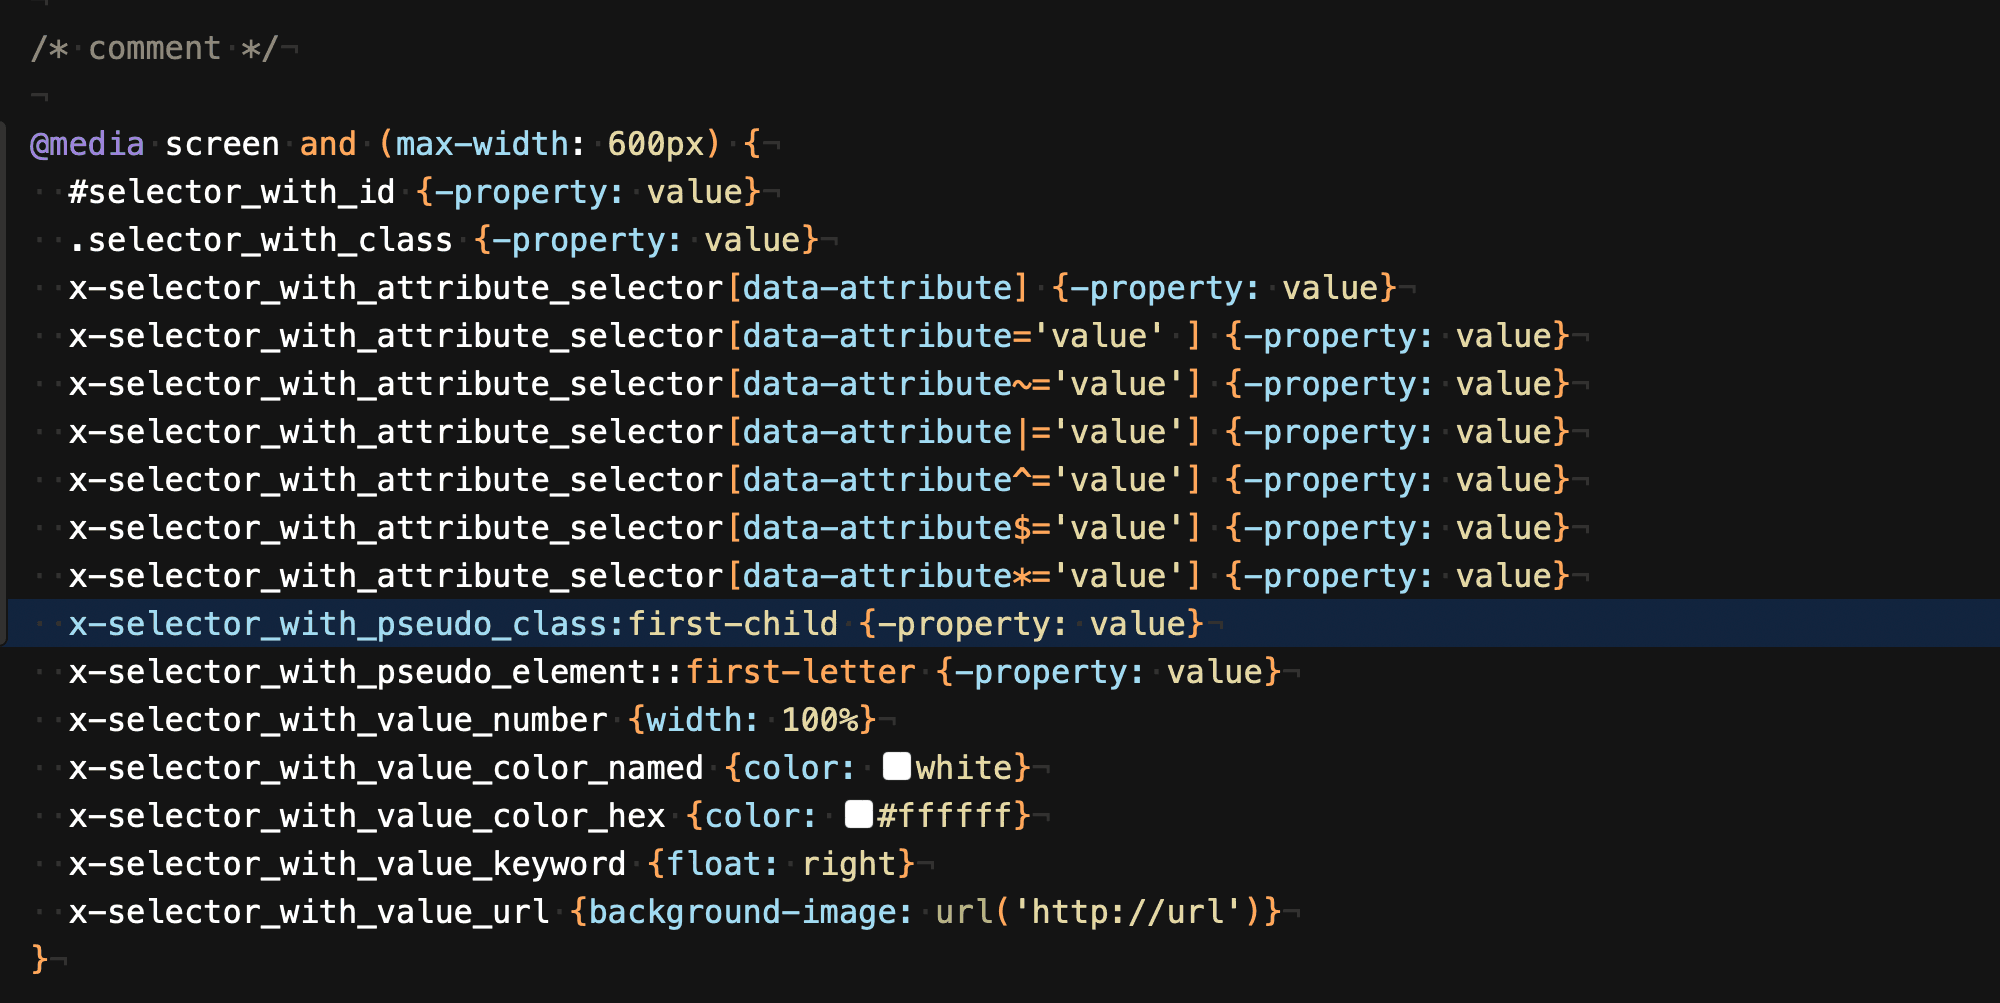 /* comment */
@media screen and (max-width: 600px) {
  #selector_with_id {-property: value}
  .selector_with_class {-property: value}
  x-selector_with_attribute_selector[data-attribute] {-property: value}
  x-selector_with_attribute_selector[data-attribute='value' ] {-property: value}
  x-selector_with_attribute_selector[data-attribute~='value'] {-property: value}
  x-selector_with_attribute_selector[data-attribute|='value'] {-property: value}
  x-selector_with_attribute_selector[data-attribute^='value'] {-property: value}
  x-selector_with_attribute_selector[data-attribute$='value'] {-property: value}
  x-selector_with_attribute_selector[data-attribute*='value'] {-property: value}
  x-selector_with_pseudo_class:first-child {-property: value}
  x-selector_with_pseudo_element::first-letter {-property: value}
  x-selector_with_value_number {width: 100%}
  x-selector_with_value_color_named {color: white}
  x-selector_with_value_color_hex {color: #ffffff}
  x-selector_with_value_keyword {float: right}
  x-selector_with_value_url {background-image: url('http://url')}
}